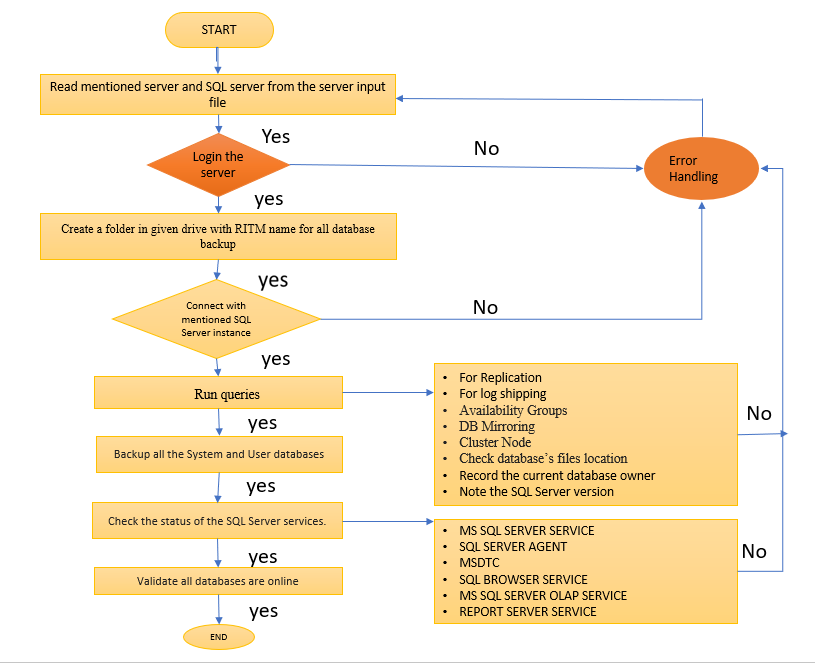 START
Read mentioned server and SQL server from the server input
file
Yes
No
Login the
server
Error
Handling
yes
Create a folder in given drive with RITM name for all database
backup
yes
Connect with
mentioned SQL
Server instance
No
yes
Run queries
• For Replication
• For log shipping
• Availability Groups
• DB Mirroring
• Cluster Node
• Check database's files location
• Record the current database owner
• Note the SQL Server version
No
yes
Backup all the System and User databases
yes
Check the status of the SQL Server services.
• MS SQL SERVER SERVICE
• SQL SERVER AGENT
• MSDTC
• SQL BROWSER SERVICE
• MS SQL SERVER OLAP SERVICE
• REPORT SERVER SERVICE
No
yes
Validate all databases are online
yes
END